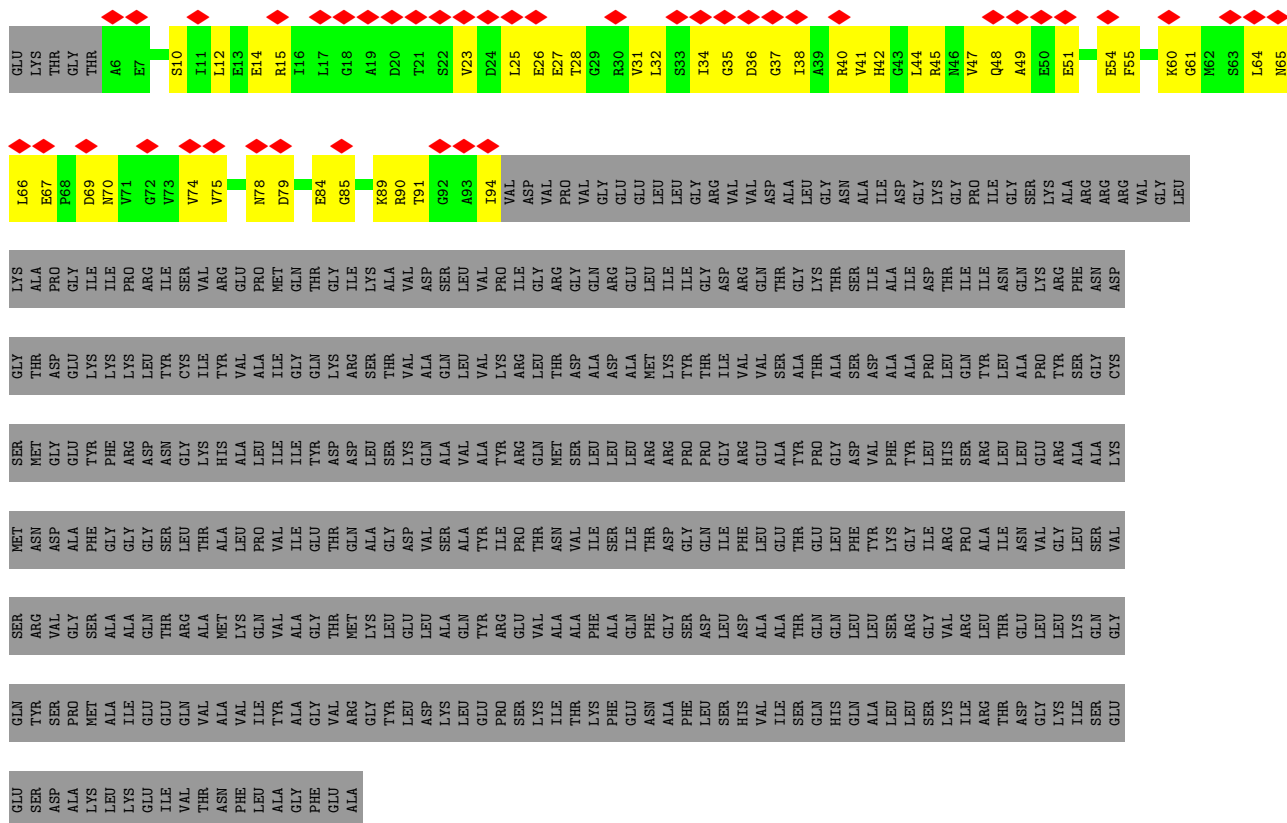 GLU LYS THR GLY THR A6 E7 S10 I11 L12 E13 E14 R15 I16 L17 G18 A19 D20 T21 S22 V23 D24 L25 E26 E27 T28 G29 R30 V31 L32 S33 I34 G35 D36 G37 I38 A39 R40 V41 H42 G43 L44 R45 N46 V47 Q48 A49 E50 E51 E54 F55 K60 G61 M62 S63 L64 N65
L66 E67 P68 D69 N70 V71 G72 V73 V74 V75 N78 D79 E84 G85 K89 R90 T91 G92 A93 I94 VAL ASP VAL PRO VAL GLY GLU GLU LEU LEU GLY ARG VAL VAL ASP ALA LEU GLY ASN ALA ILE ASP GLY LYS GLY PRO ILE GLY SER LYS ALA ARG ARG ARG VAL GLY LEU
LYS ALA PRO GLY ILE ILE PRO ARG ILE SER VAL ARG GLU PRO MET GLN THR GLY ILE LYS ALA VAL ASP SER LEU VAL PRO ILE GLY ARG GLY GLN ARG GLU LEU ILE ILE GLY ASP ARG GLN THR GLY LYS THR SER ILE ALA ILE ASP THR ILE ILE ASN GLN LYS ARG PHE ASN ASP
GLY THR ASP GLU LYS LYS LYS LEU TYR CYS ILE TYR VAL ALA ILE GLY GLN LYS ARG SER THR VAL ALA GLN LEU VAL LYS ARG LEU THR ASP ALA ASP ALA MET LYS TYR THR ILE VAL VAL SER ALA THR ALA SER ASP ALA ALA PRO LEU GLN TYR LEU ALA PRO TYR SER GLY CYS
SER MET GLY GLU TYR PHE ARG ASP ASN GLY LYS HIS ALA LEU ILE ILE TYR ASP ASP LEU SER LYS GLN ALA VAL ALA TYR ARG GLN MET SER LEU LEU LEU ARG ARG PRO PRO GLY ARG GLU ALA TYR PRO GLY ASP VAL PHE TYR LEU HIS SER ARG LEU LEU GLU ARG ALA ALA LYS
MET ASN ASP ALA PHE GLY GLY GLY SER LEU THR ALA LEU PRO VAL ILE GLU THR GLN ALA GLY ASP VAL SER ALA TYR ILE PRO THR ASN VAL ILE SER ILE THR ASP GLY GLN ILE PHE LEU GLU THR GLU LEU PHE TYR LYS GLY ILE ARG PRO ALA ILE ASN VAL GLY LEU SER VAL
SER ARG VAL GLY SER ALA ALA GLN THR ARG ALA MET LYS GLN VAL ALA GLY THR MET LYS LEU GLU LEU ALA GLN TYR ARG GLU VAL ALA ALA PHE ALA GLN PHE GLY SER ASP LEU ASP ALA ALA THR GLN GLN LEU LEU SER ARG GLY VAL ARG LEU THR GLU LEU LEU LYS GLN GLY
GLN TYR SER PRO MET ALA ILE GLU GLU GLN VAL ALA VAL ILE TYR ALA GLY VAL ARG GLY TYR LEU ASP LYS LEU GLU PRO SER LYS ILE THR LYS PHE GLU ASN ALA PHE LEU SER HIS VAL ILE SER GLN HIS GLN ALA LEU LEU SER LYS ILE ARG THR ASP GLY LYS ILE SER GLU
GLU SER ASP ALA LYS LEU LYS GLU ILE VAL THR ASN PHE LEU ALA GLY PHE GLU ALA